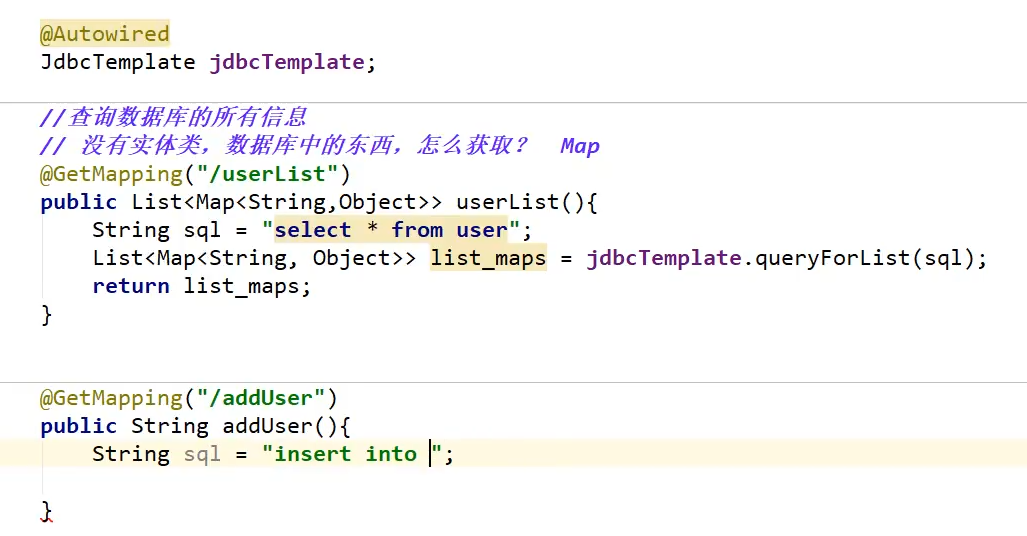 @Autowired
JdbcTemplate jdbcTemplate;
//查询数据库的所有信息
// 没有实体类，数据库中的东西，怎么获取？ Map
@GetMapping("/userList")
public List<Map<String,Object>> userList(){
String sql = "select * from user";
List<Map<String, Object>> list_maps = jdbcTemplate.queryForList(sql);
return list_maps;
}
@GetMapping("/addUser")
public String addUser(){
String sql = "insert into ";
}